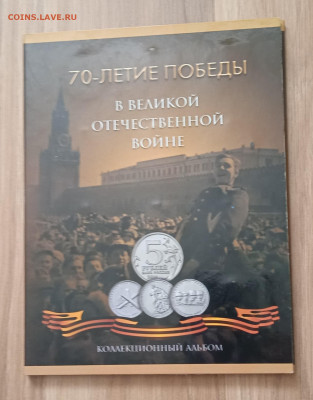 COINS.LAVE.RU
70-ЛЕТИЕ ПОБЕДЫ
В ВЕЛИКОЙ
ОТЕЧЕСТВЕННОЙ
ВОЙНЕ
5
РУБЛЕЙ
КОЛЛЕКЦИОННЫЙ АЛЬБОМ